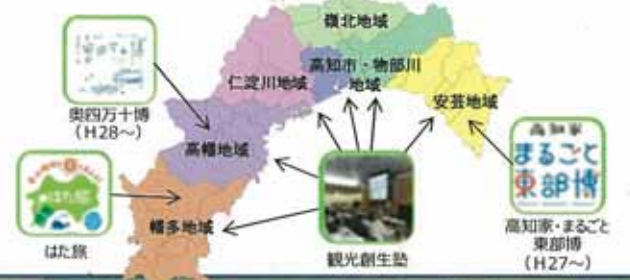 嶺北地域
高知市・物部川
地域
仁淀川地域
安芸地域
奥四万十博
(H28～)
高幡地域
高知家
まるごと
東部博
はた旅
幡多地域
はた旅
観光創生塾
高知家・まるごと
東部博
(H27～)